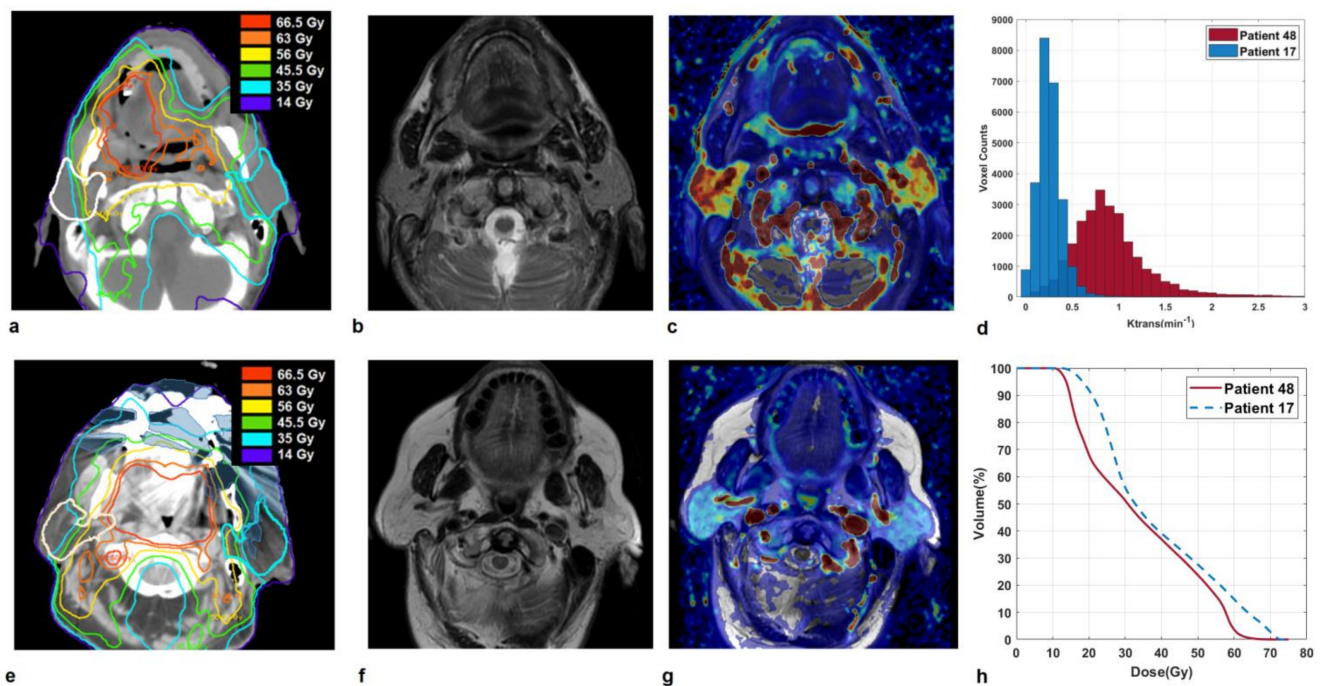 66.5 Gy
63 Gy
56 Gy
45.5 Gy
35 Gy
14 Gy
a
b
c
9000
8000
7000
6000
5000
4000
3000
2000
1000
0
Voxel Counts
Patient 48
Patient 17
0
0.5
1
1.5
2
2.5
3
Ktrans(min⁻¹)
d
66.5 Gy
63 Gy
56 Gy
45.5 Gy
35 Gy
14 Gy
e
f
g
100
90
80
70
60
50
40
30
20
10
0
Volume(%)
Patient 48
Patient 17
0
10
20
30
40
50
60
70
80
Dose(Gy)
h